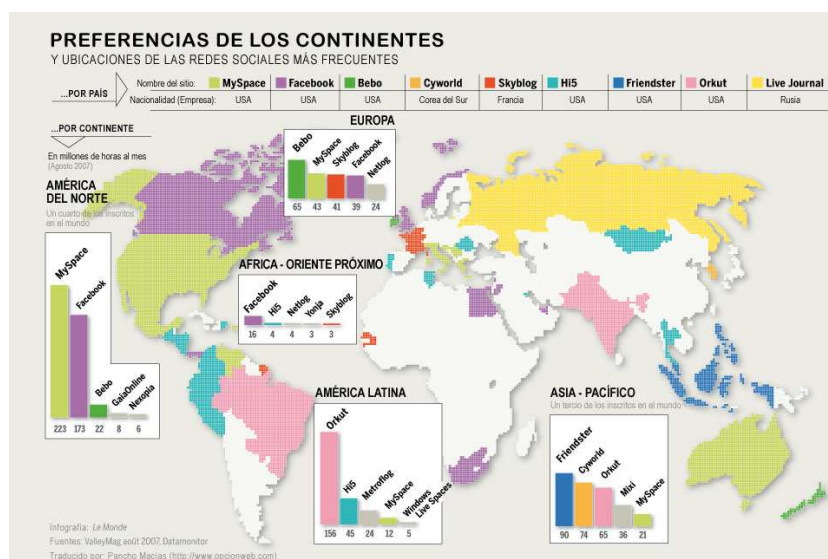 PREFERENCIAS DE LOS CONTINENTES
Y UBICACIONES DE LAS REDES SOCIALES MÁS FRECUENTES
...POR PAÍS
Nombre del sitio: MySpace Facebook Bebo Cyworld Skyblog Hi5 Friendster Orkut Live Journal
Nacionalidad (Empresa): USA USA USA Corea del Sur Francia USA USA USA Rusia
...POR CONTINENTE
En millones de horas al mes
(Agosto 2007)
AMÉRICA
DEL NORTE
Un cuarto de los inscritos
en el mundo
MySpace
Facebook
Bebo
GaiaOnline
Nexopia
223 173 22 8 6
EUROPA
Bebo
MySpace
Skyblog
Facebook
Netlog
65 43 41 39 24
AFRICA - ORIENTE PRÓXIMO
Facebook
Hi5
Netlog
Yonja
Skyblog
16 4 4 3 3
AMÉRICA LATINA
Orkut
Hi5
Metroflog
MySpace
Windows
Live Spaces
156 45 24 12 5
ASIA - PACÍFICO
Un tercio de los inscritos en el mundo
Friendster
Cyworld
Orkut
Mixi
MySpace
90 74 65 36 21
Infografía: Le Monde
Fuentes: ValleyMag août 2007, Datamonitor
Traducido por: Pancho Macías (http://www.opcionweb.com)